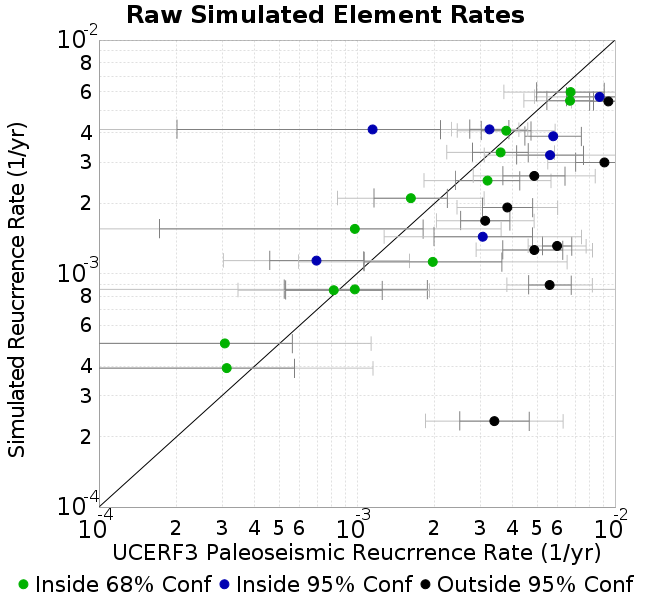 Raw Simulated Element Rates
10-2
8
6
4
3
2
10-3
8
6
4
3
2
10-4
Simulated Reucrrence Rate (1/yr)
10-4 2 3 4 5 6 10-3 2 3 4 5 6 10-2
UCERF3 Paleoseismic Reucrrence Rate (1/yr)
Inside 68% Conf Inside 95% Conf Outside 95% Conf